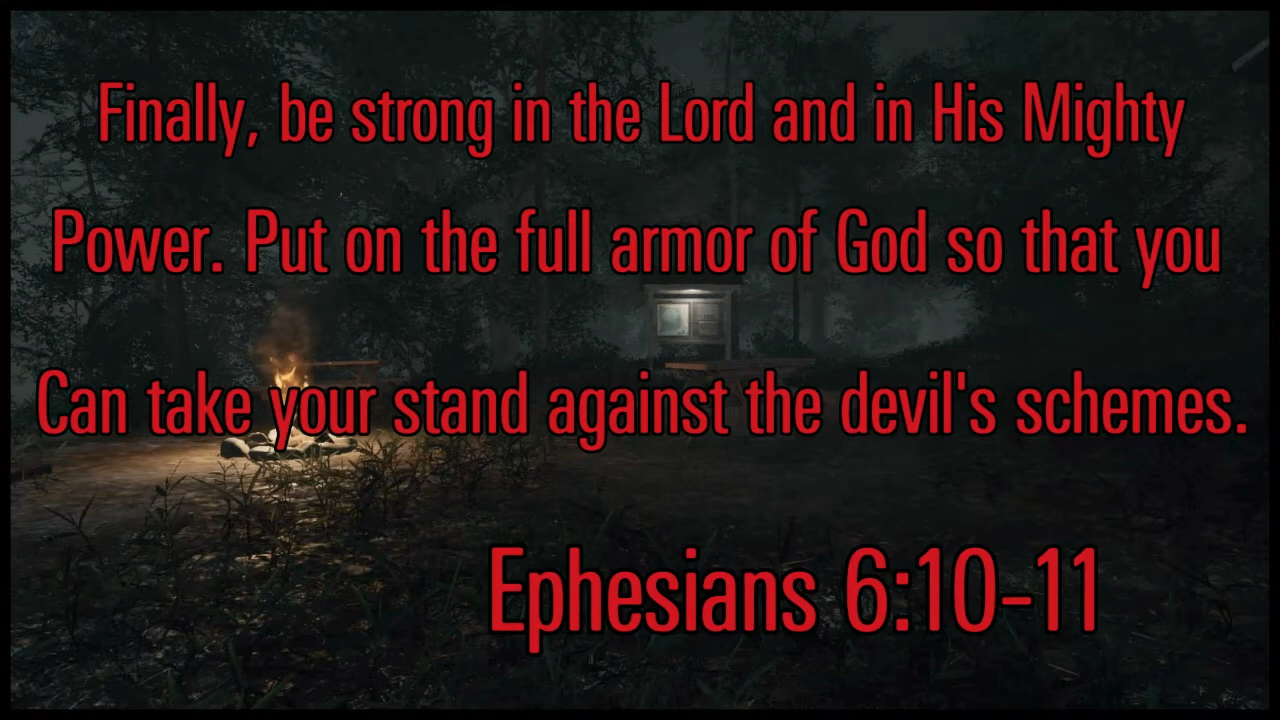 Finally, be strong in the Lord and in His Mighty
Power. Put on the full armor of God so that you
Can take your stand against the devil's schemes.
Ephesians 6:10-11